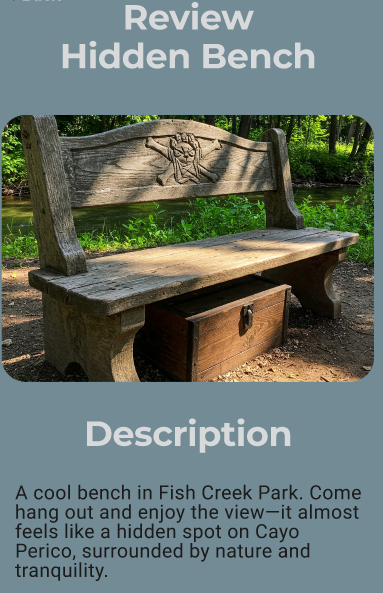 Review
Hidden Bench
Description
A cool bench in Fish Creek Park. Come
hang out and enjoy the view—it almost
feels like a hidden spot on Cayo
Perico, surrounded by nature and
tranquility.